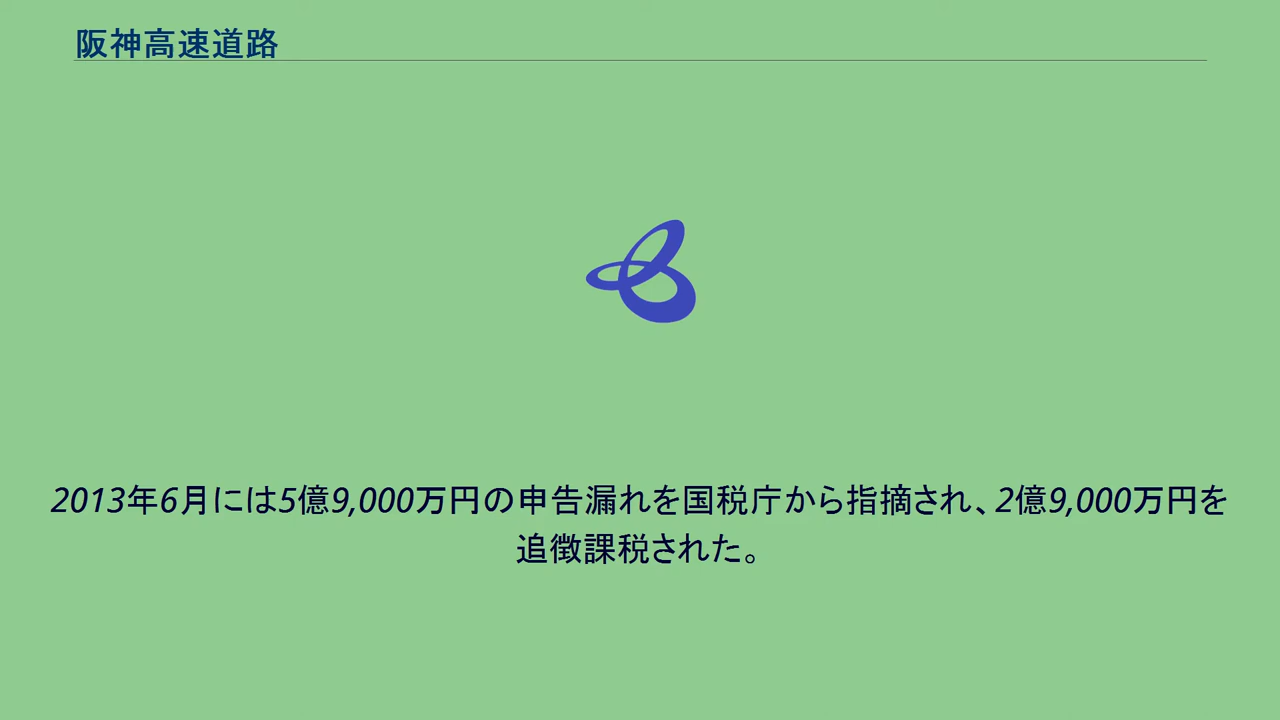 阪神高速道路
2013年6月には5億9,000万円の申告漏れを国税庁から指摘され、2億9,000万円を
追徴課税された。